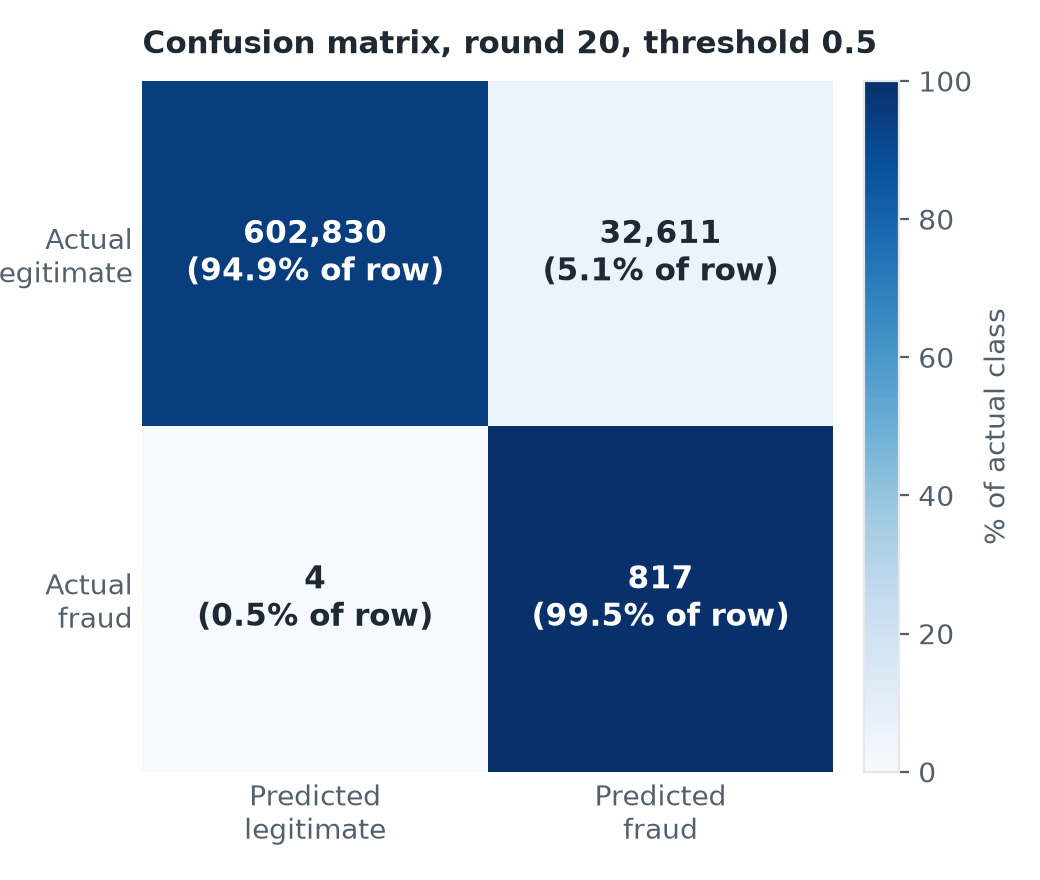 Confusion matrix, round 20, threshold 0.5
Actual
egitimate
602,830
(94.9% of row)
32,611
(5.1% of row)
Actual
fraud
4
(0.5% of row)
817
(99.5% of row)
Predicted
legitimate
Predicted
fraud
100
80
60
40
20
0
% of actual class